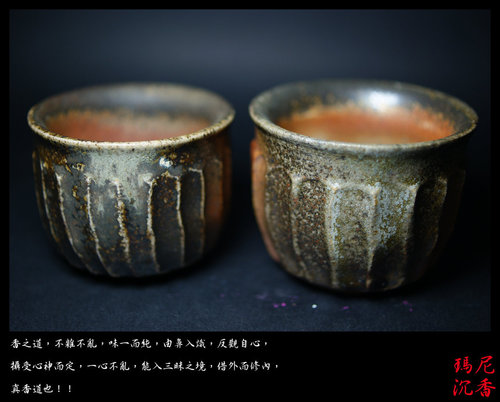 香之道，不雜不亂，味一而純，由鼻入識，反觀自心，
攝受心神而定，一心不亂，能入三昧之境，借外而修內，
真香道也！！
瑪尼
沉香